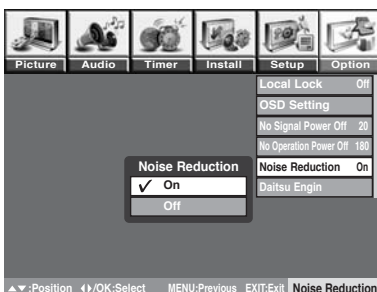 Picture Audio Timer Install Setup Option
Local Lock Off
OSD Setting
No Signal Power Off 20
No Operation Power Off 180
Noise Reduction On
Daitsu Engin
Noise Reduction
✓ On
Off
▲▼:Position ◀▶/OK:Select MENU:Previous EXIT:Exit Noise Reduction